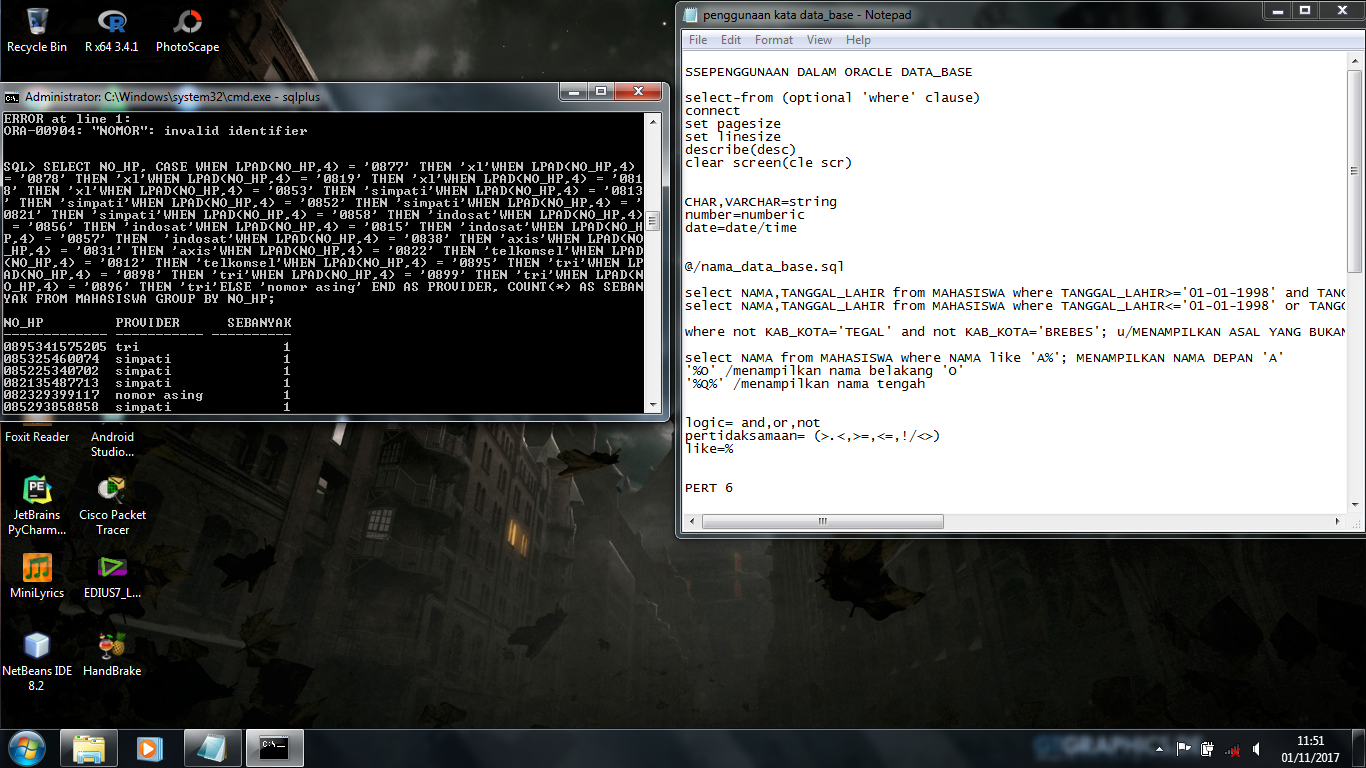 Recycle Bin
R x64 3.4.1
PhotoScape
Administrator: C:\Windows\system32\cmd.exe - sqlplus
ERROR at line 1:
ORA-00904: "NOMOR": invalid identifier
SQL> SELECT NO_HP, CASE WHEN LPAD(NO_HP,4) = '0877' THEN 'xl'WHEN LPAD(NO_HP,4)
= '0878' THEN 'xl'WHEN LPAD(NO_HP,4) = '0819' THEN 'xl'WHEN LPAD(NO_HP,4) = '081
8' THEN 'xl'WHEN LPAD(NO_HP,4) = '0853' THEN 'simpati'WHEN LPAD(NO_HP,4) = '0813
' THEN 'simpati'WHEN LPAD(NO_HP,4) = '0852' THEN 'simpati'WHEN LPAD(NO_HP,4) = '
0821' THEN 'simpati'WHEN LPAD(NO_HP,4) = '0858' THEN 'indosat'WHEN LPAD(NO_HP,4)
= '0856' THEN 'indosat'WHEN LPAD(NO_HP,4) = '0815' THEN 'indosat'WHEN LPAD(NO_H
P,4) = '0857' THEN  'indosat'WHEN LPAD(NO_HP,4) = '0838' THEN 'axis'WHEN LPAD(NO
_HP,4) = '0831' THEN 'axis'WHEN LPAD(NO_HP,4) = '0822' THEN 'telkomsel'WHEN LPAD
(NO_HP,4) = '0812' THEN 'telkomsel'WHEN LPAD(NO_HP,4) = '0895' THEN 'tri'WHEN LP
AD(NO_HP,4) = '0898' THEN 'tri'WHEN LPAD(NO_HP,4) = '0899' THEN 'tri'WHEN LPAD(N
O_HP,4) = '0896' THEN 'tri'ELSE 'nomor asing' END AS PROVIDER, COUNT(*) AS SEBAN
YAK FROM MAHASISWA GROUP BY NO_HP;
NO_HP         PROVIDER      SEBANYAK
------------- ----------- ----------
0895341575205 tri                  1
085325460074  simpati              1
085225340702  simpati              1
082135487713  simpati              1
082329399117  nomor asing          1
085293858858  simpati              1
Foxit Reader
Android Studio...
JetBrains PyCharm...
Cisco Packet Tracer
MiniLyrics
EDIUS7_L...
NetBeans IDE 8.2
HandBrake
penggunaan kata data_base - Notepad
File Edit Format View Help
SSEPENGGUNAAN DALAM ORACLE DATA_BASE
select-from (optional 'where' clause)
connect
set pagesize
set linesize
describe(desc)
clear screen(cle scr)
CHAR,VARCHAR=string
number=numberic
date=date/time
@/nama_data_base.sql
select NAMA,TANGGAL_LAHIR from MAHASISWA where TANGGAL_LAHIR>='01-01-1998' and TANG
select NAMA,TANGGAL_LAHIR from MAHASISWA where TANGGAL_LAHIR<='01-01-1998' or TANGG
where not KAB_KOTA='TEGAL' and not KAB_KOTA='BREBES'; u/MENAMPILKAN ASAL YANG BUKAN
select NAMA from MAHASISWA where NAMA like 'A%'; MENAMPILKAN NAMA DEPAN 'A'
'%O' /menampilkan nama belakang 'O'
'%Q%' /menampilkan nama tengah
logic= and,or,not
pertidaksamaan= (>.<,>=,<=,!/<>)
like=%
PERT 6
11:51
01/11/2017